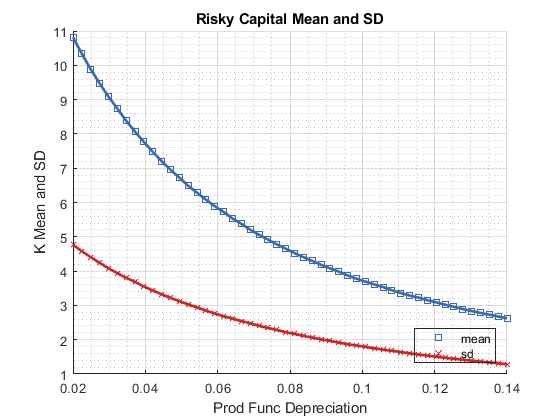 Risky Capital Mean and SD
11
10
9
8
7
6
5
4
3
2
1
K Mean and SD
mean
sd
0.02 0.04 0.06 0.08 0.1 0.12 0.14
Prod Func Depreciation